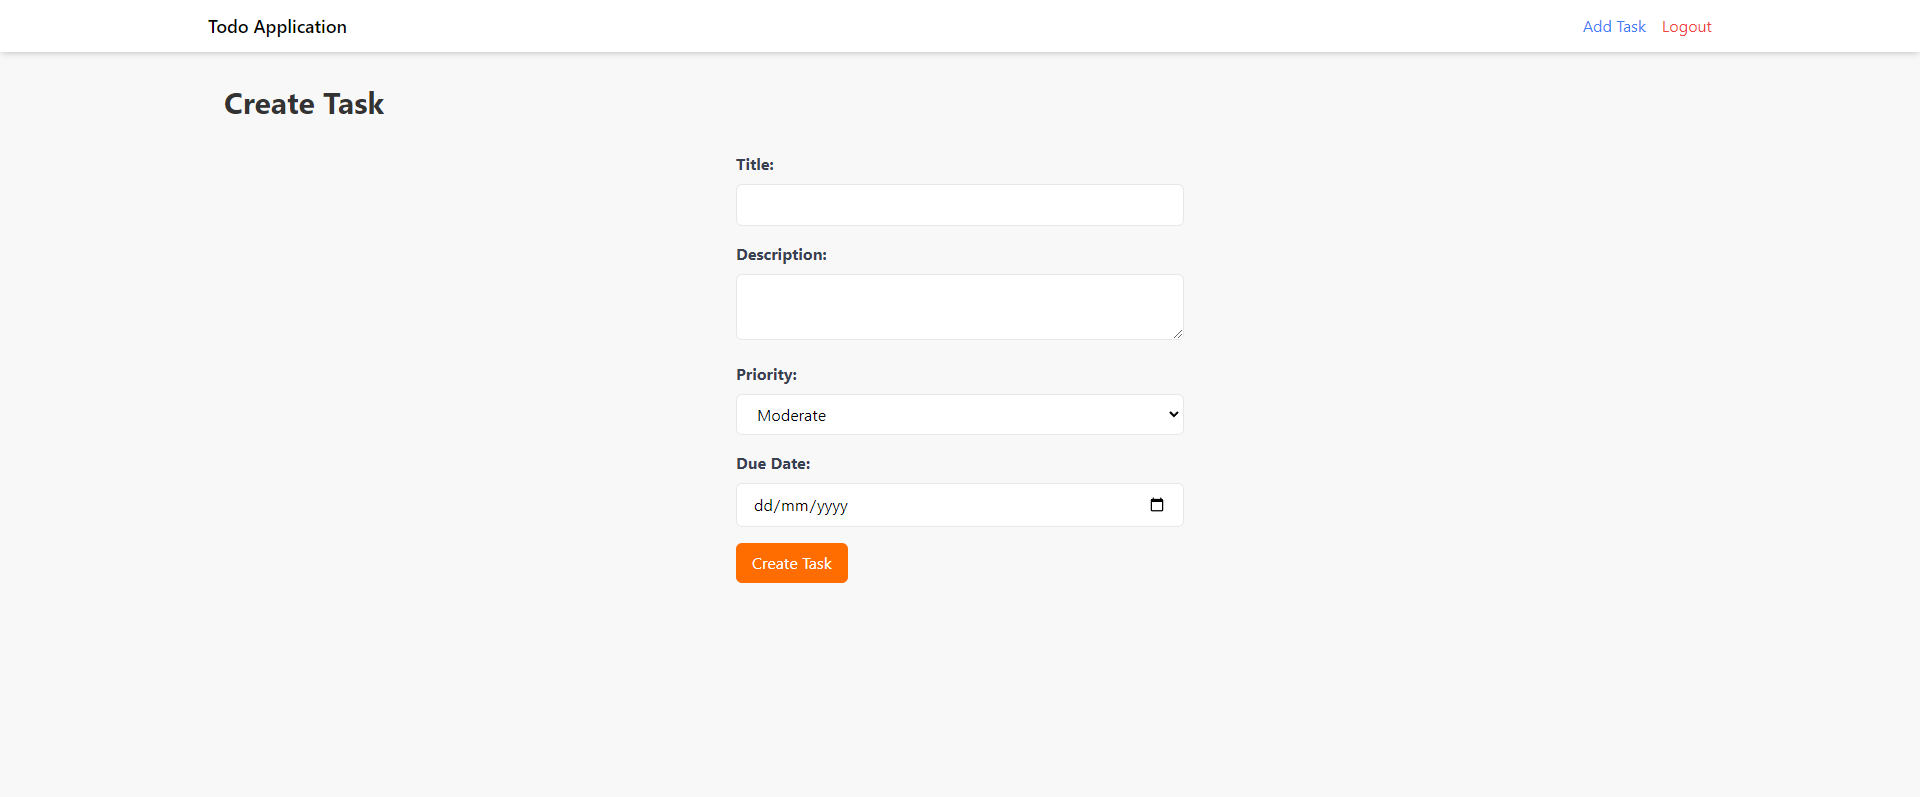 Todo Application
Add Task Logout
Create Task
Title:
Description:
Priority:
Moderate
Due Date:
dd/mm/yyyy
Create Task